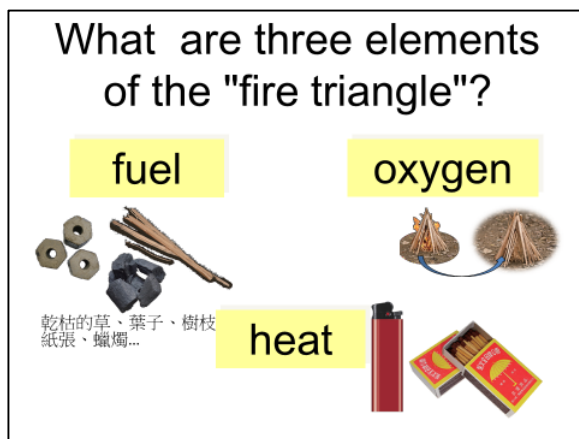 What are three elements
of the "fire triangle"?
fuel
oxygen
乾枯的草、葉子、樹枝
紙張、蠟燭...
heat